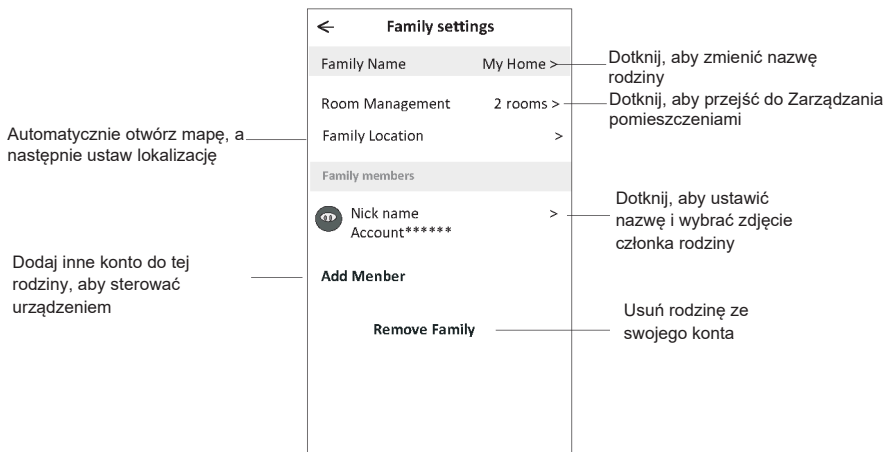 ← Family settings
Family Name My Home >
Room Management 2 rooms >
Family Location >
Family members
Nick name >
Account******
Add Menber
Remove Family
Automatycznie otwórz mapę, a
następnie ustaw lokalizację
Dodaj inne konto do tej
rodziny, aby sterować
urządzeniem
Dotknij, aby zmienić nazwę
rodziny
Dotknij, aby przejść do Zarządzania
pomieszczeniami
Dotknij, aby ustawić
nazwę i wybrać zdjęcie
członka rodziny
Usuń rodzinę ze
swojego konta